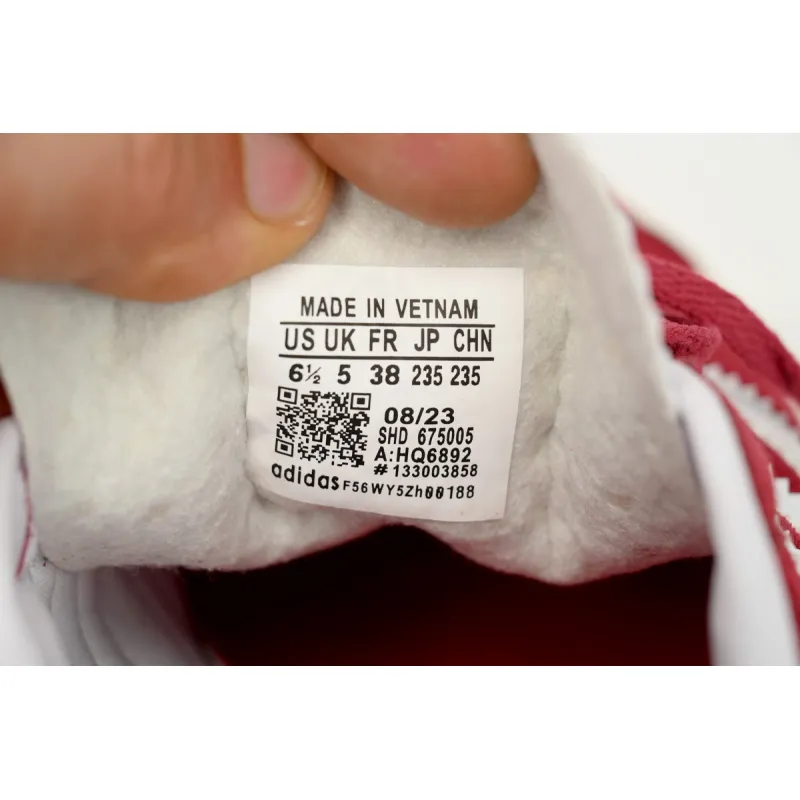 MADE IN VETNAM
US UK FR JP CHN
6½ 5 38 235 235
08/23
SHD 675005
A:HQ6892
#133003858
adidas F56WY5Zh00188